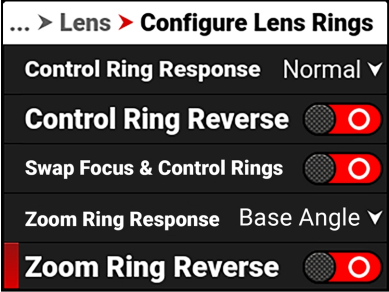 ... > Lens > Configure Lens Rings
Control Ring Response Normal
Control Ring Reverse
Swap Focus & Control Rings
Zoom Ring Response Base Angle
Zoom Ring Reverse